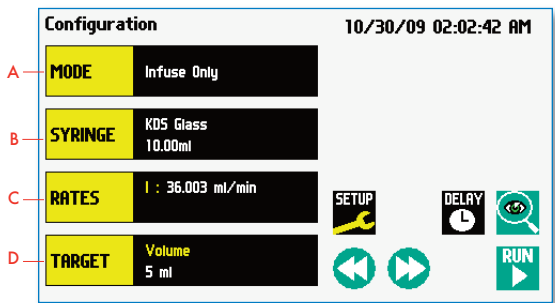 Configuration
10/30/09 02:02:42 AM
A
MODE
Infuse Only
B
SYRINGE
KDS Glass
10.00ml
C
RATES
I : 36.003 ml/min
SETUP
DELAY
D
TARGET
Volume
5 ml
RUN